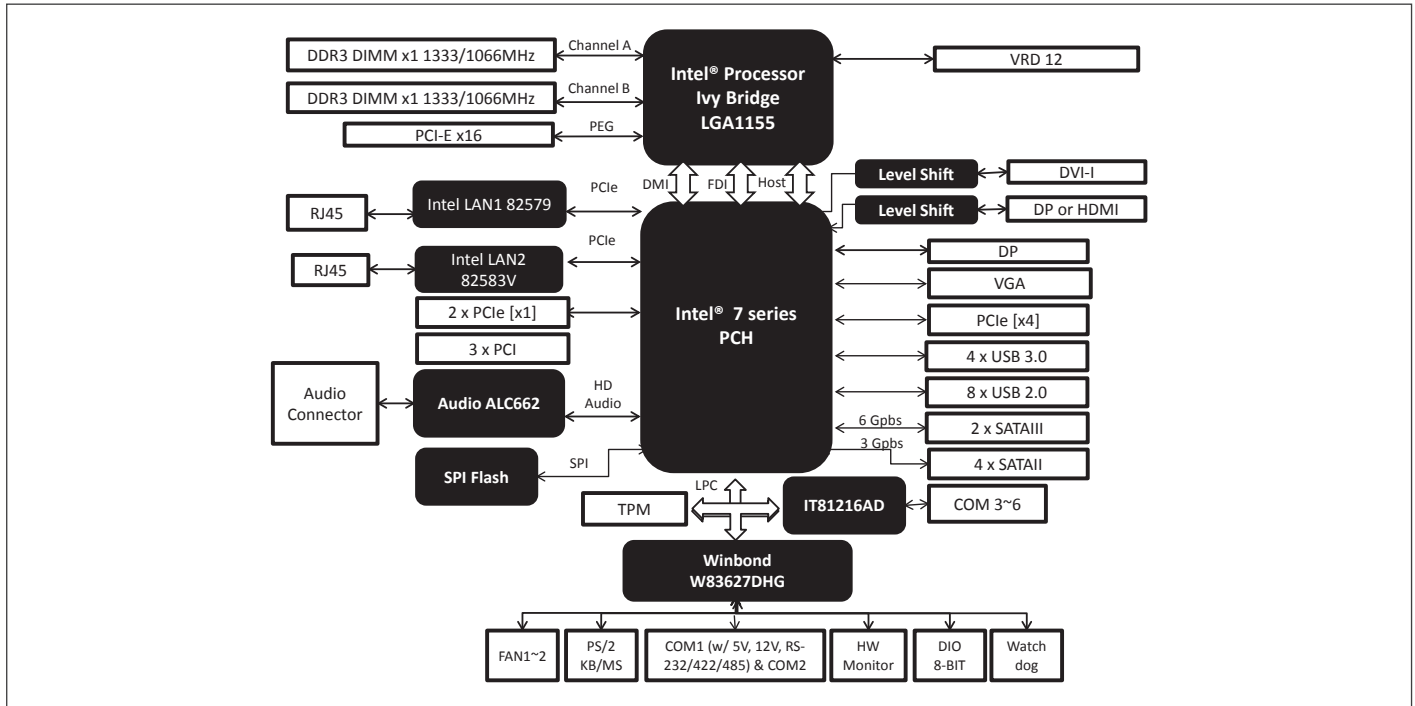 DDR3 DIMM x1 1333/1066MHz
Channel A
Intel® Processor
Ivy Bridge
LGA1155
VRD 12
DDR3 DIMM x1 1333/1066MHz
Channel B
PCI-E x16
PEG
DMI
FDI
Host
Level Shift
DVI-I
Level Shift
DP or HDMI
RJ45
Intel LAN1 82579
PCIe
RJ45
Intel LAN2
82583V
PCIe
2 x PCIe [x1]
3 x PCI
Intel® 7 series
PCH
DP
VGA
PCIe [x4]
4 x USB 3.0
8 x USB 2.0
6 Gpbs
2 x SATAIII
3 Gpbs
4 x SATAII
Audio
Connector
Audio ALC662
HD
Audio
SPI Flash
SPI
LPC
TPM
IT81216AD
COM 3~6
Winbond
W83627DHG
FAN1~2
PS/2
KB/MS
COM1 (w/ 5V, 12V, RS-
232/422/485) & COM2
HW
Monitor
DIO
8-BIT
Watch
dog